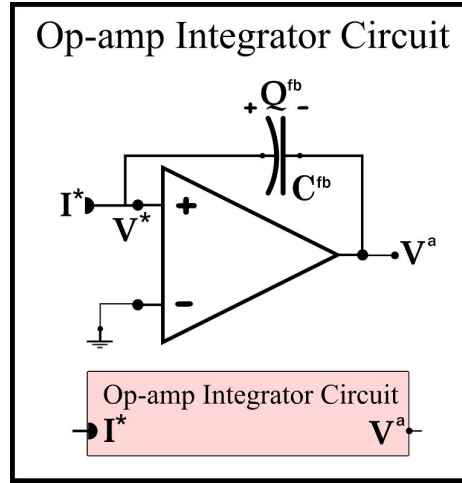 Op-amp Integrator Circuit
+ Q^fb −
C^fb
I* V* +
V^a
−
Op-amp Integrator Circuit
I* V^a